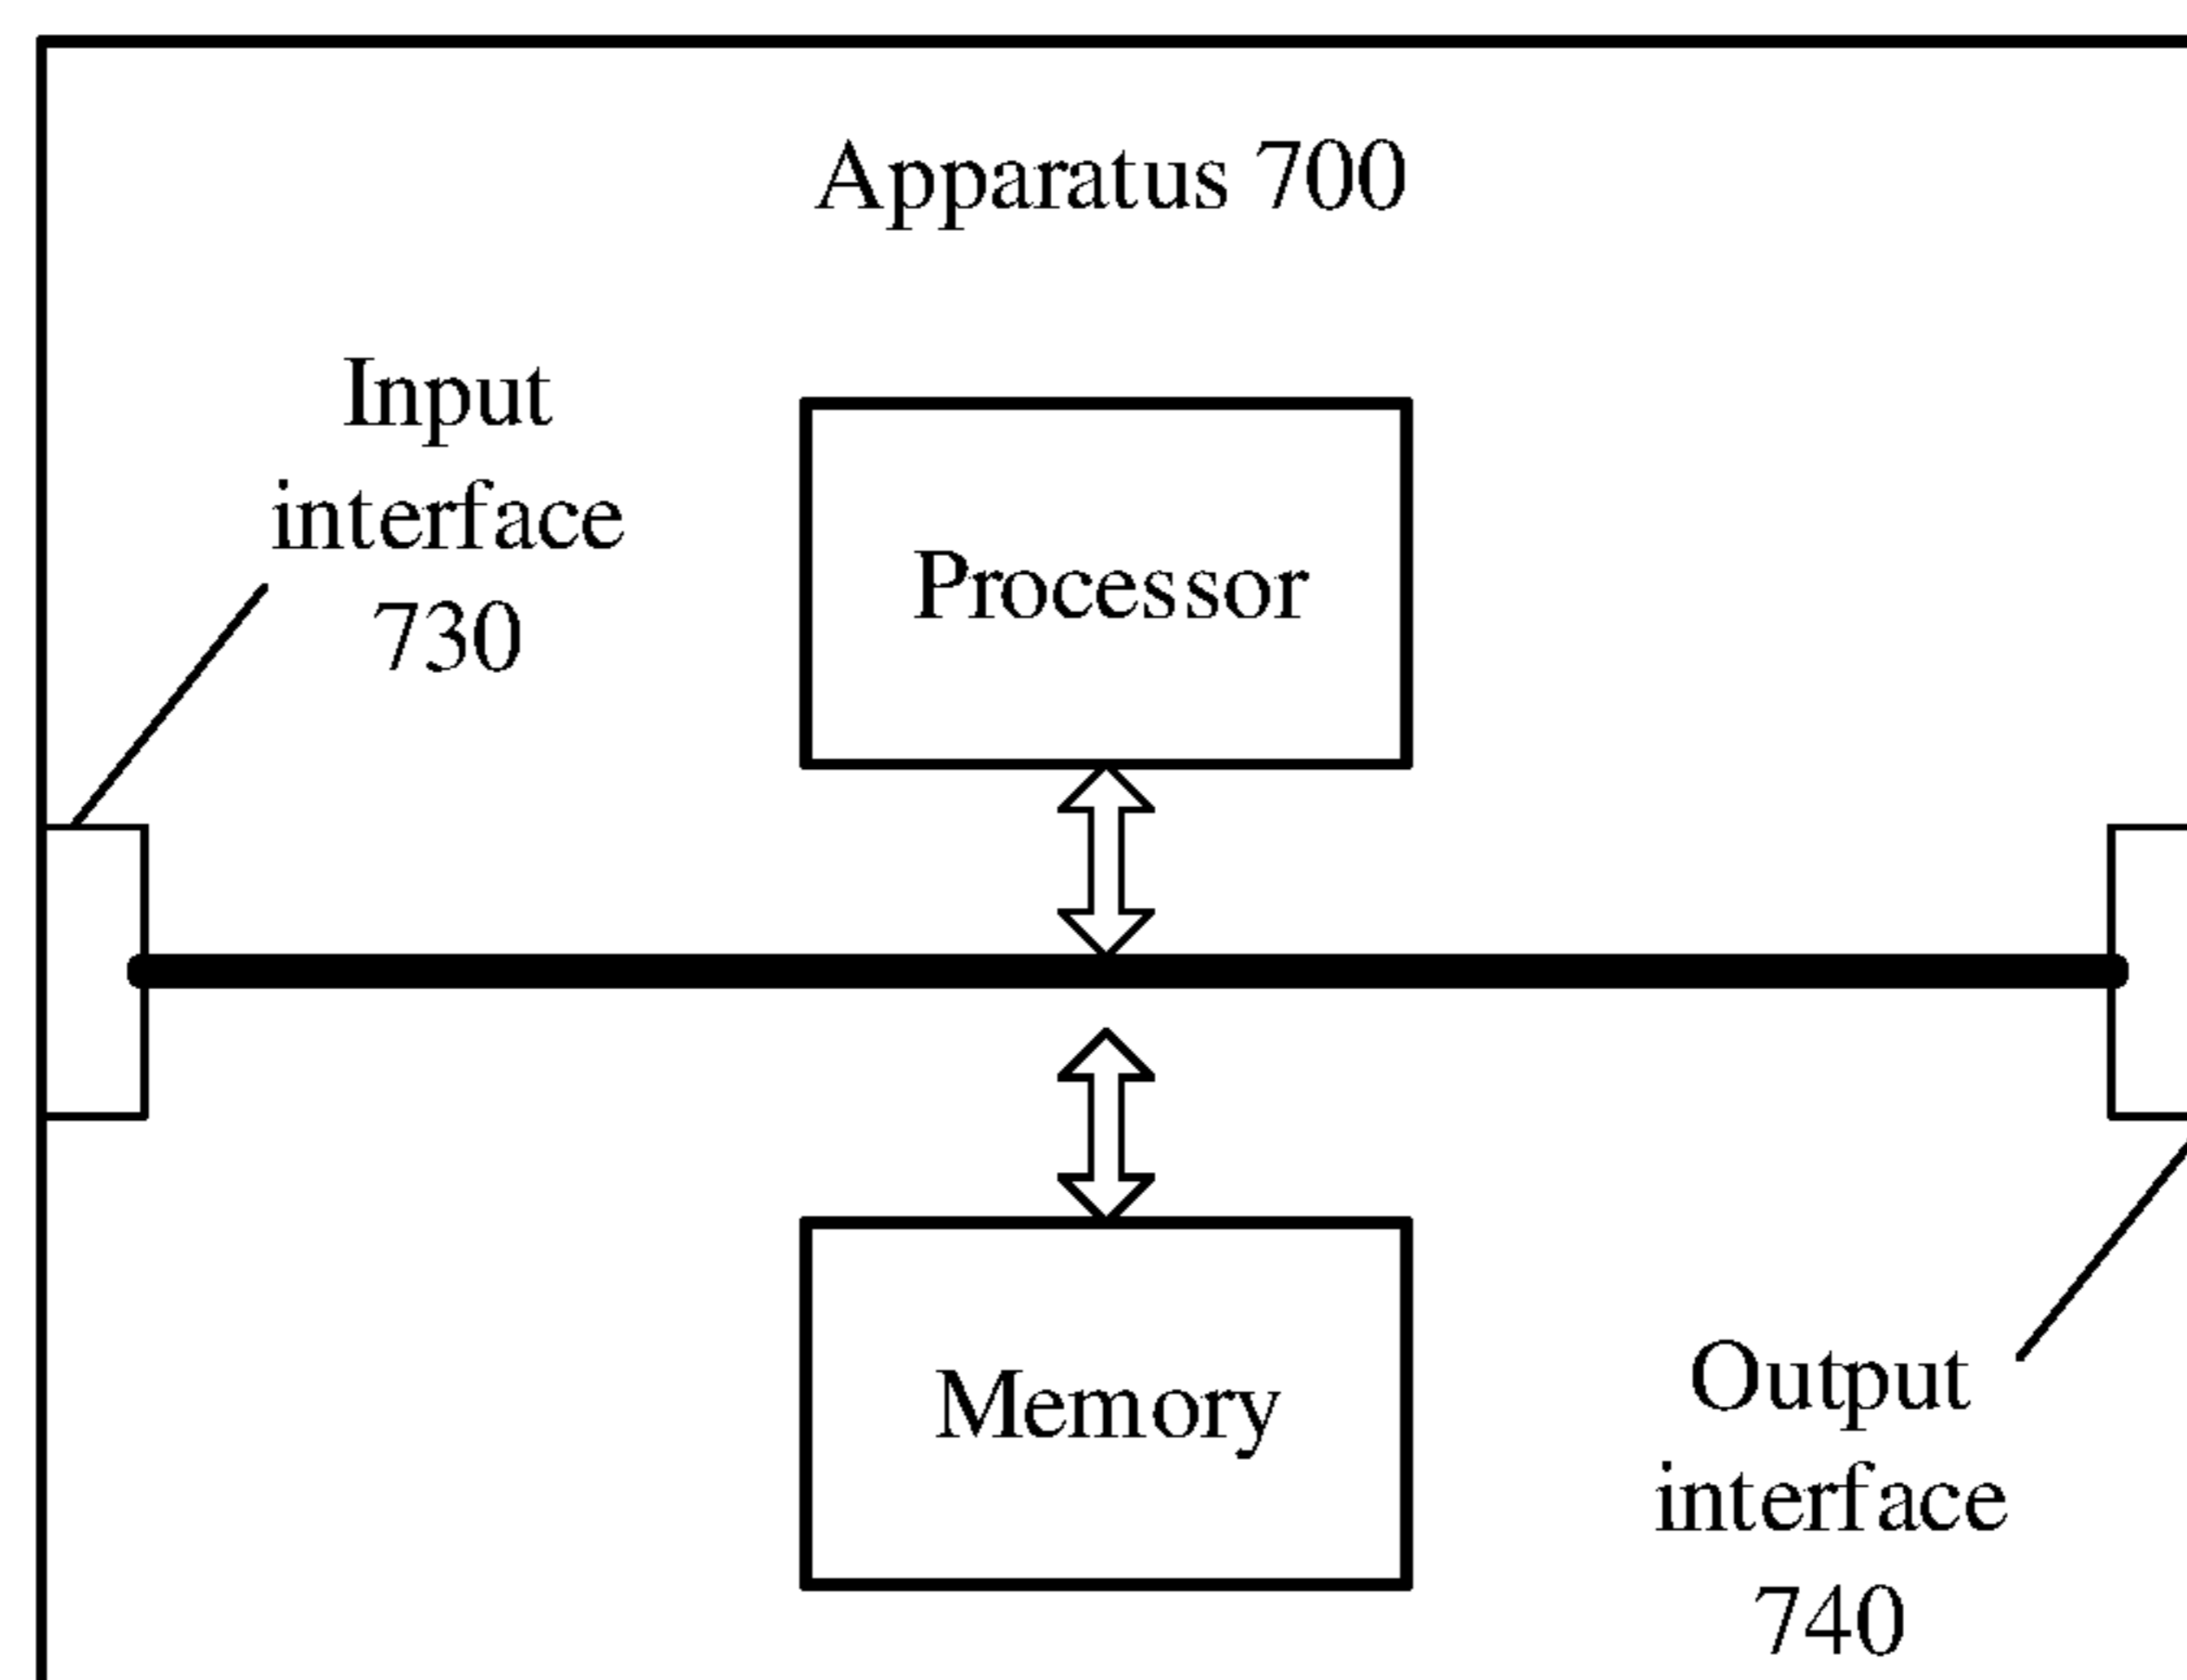 Apparatus 700
Input
interface
730
Processor
Memory
Output
interface
740